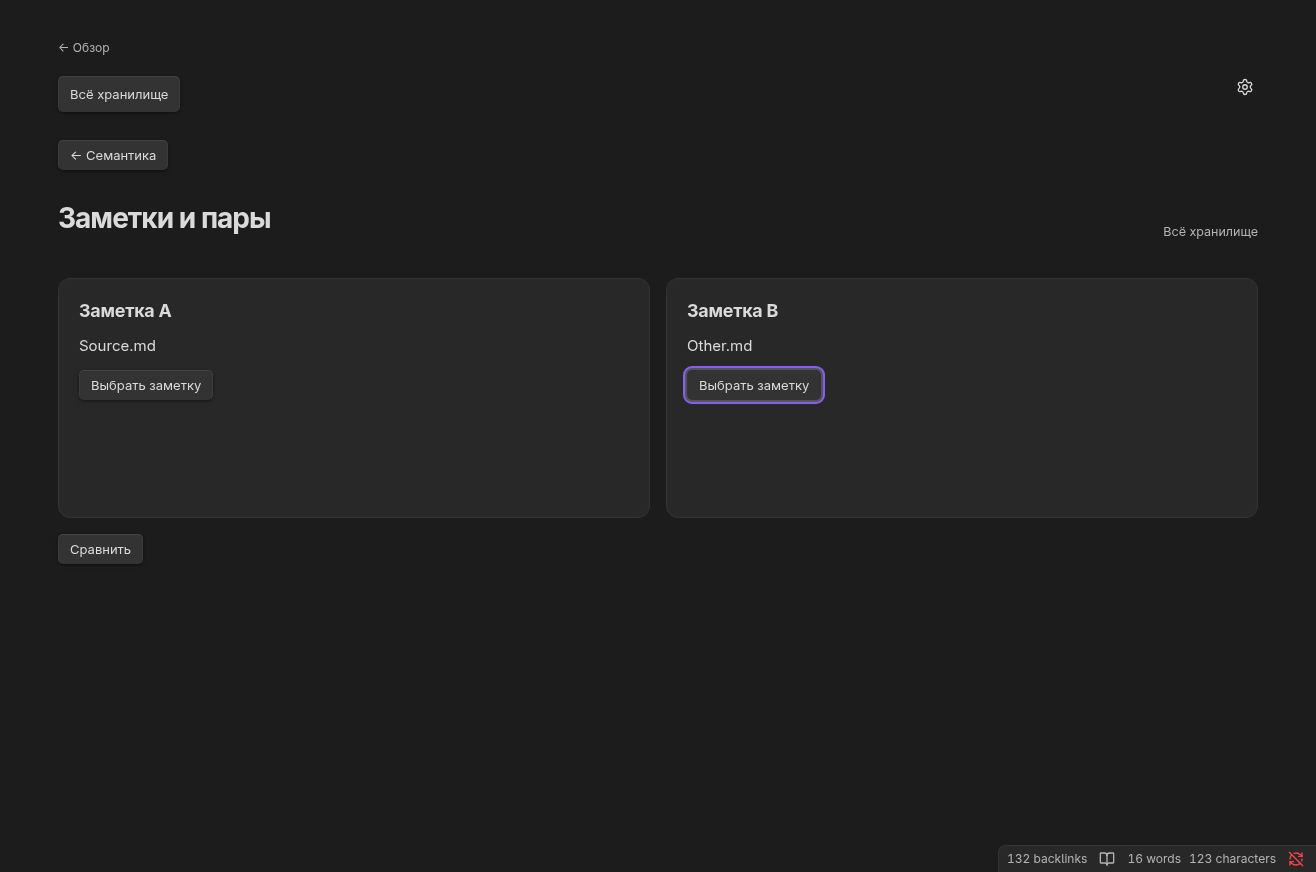 ← Обзор
Всё хранилище
← Семантика
Заметки и пары
Всё хранилище
Заметка A
Source.md
Выбрать заметку
Заметка B
Other.md
Выбрать заметку
Сравнить
132 backlinks 16 words 123 characters